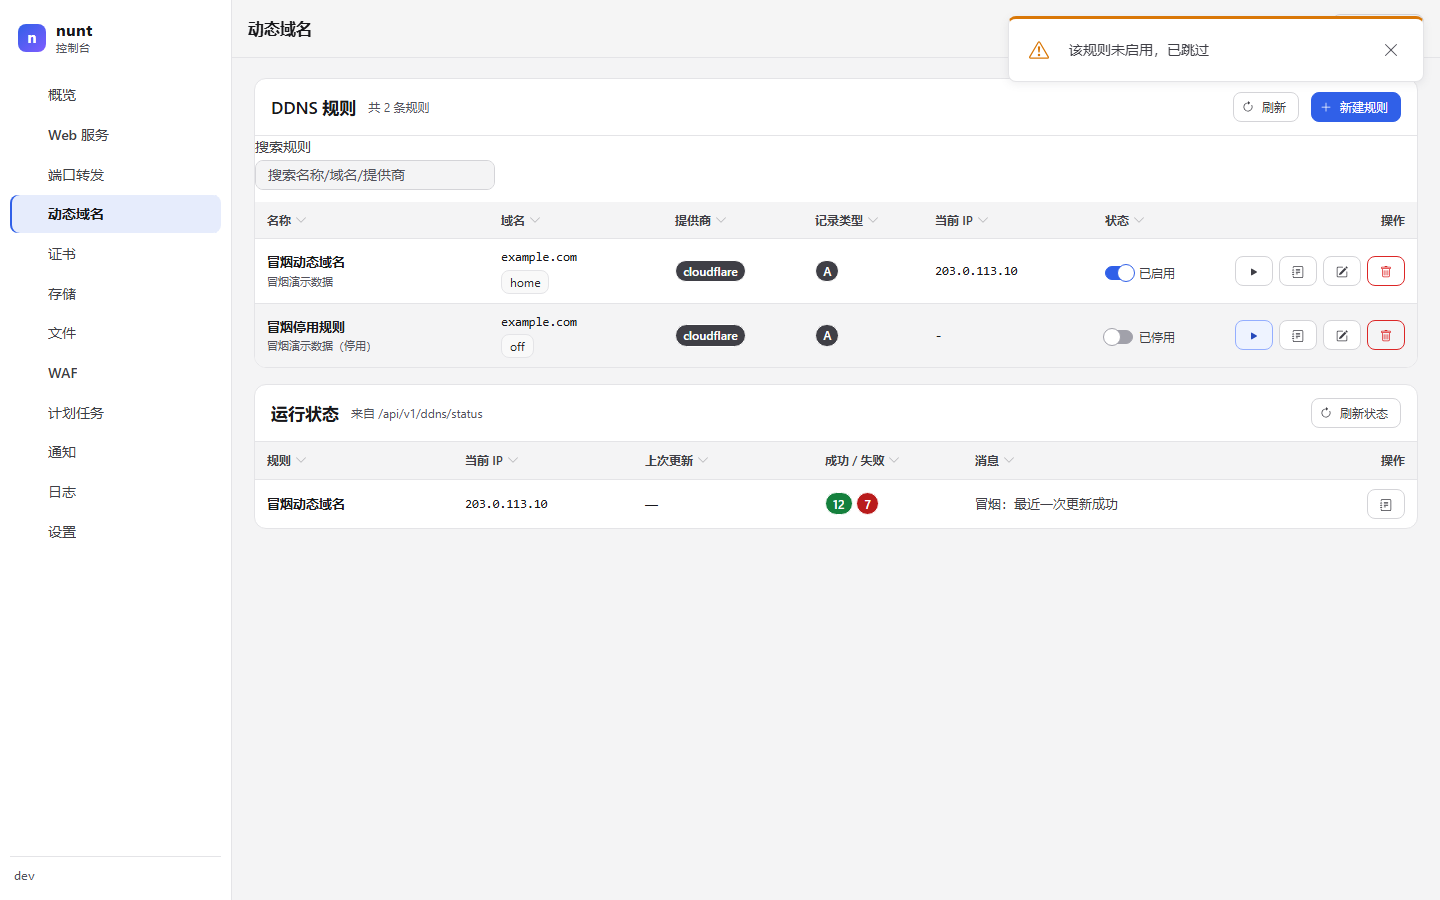 n
nunt
控制台
概览
Web 服务
端口转发
动态域名
证书
存储
文件
WAF
计划任务
通知
日志
设置
dev
动态域名
该规则未启用，已跳过
DDNS 规则 共 2 条规则
刷新
新建规则
搜索规则
搜索名称/域名/提供商
名称 域名 提供商 记录类型 当前 IP 状态 操作
冒烟动态域名
冒烟演示数据
example.com
home
cloudflare
A
203.0.113.10
已启用
冒烟停用规则
冒烟演示数据（停用）
example.com
off
cloudflare
A
-
已停用
运行状态 来自 /api/v1/ddns/status
刷新状态
规则 当前 IP 上次更新 成功 / 失败 消息 操作
冒烟动态域名 203.0.113.10 — 12 7 冒烟：最近一次更新成功